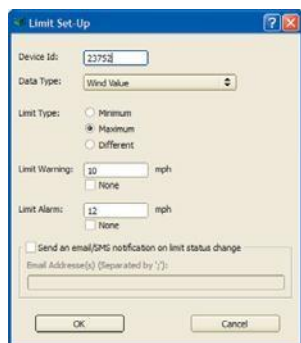 Limit Set-Up
Device Id: 23752
Data Type: Wind Value
Limit Type: Minimum
Maximum
Different
Limit Warning: 10 mph
None
Limit Alarm: 12 mph
None
Send an email/SMS notification on limit status change
Email Addresse(s) (Separated by ';'):
OK Cancel